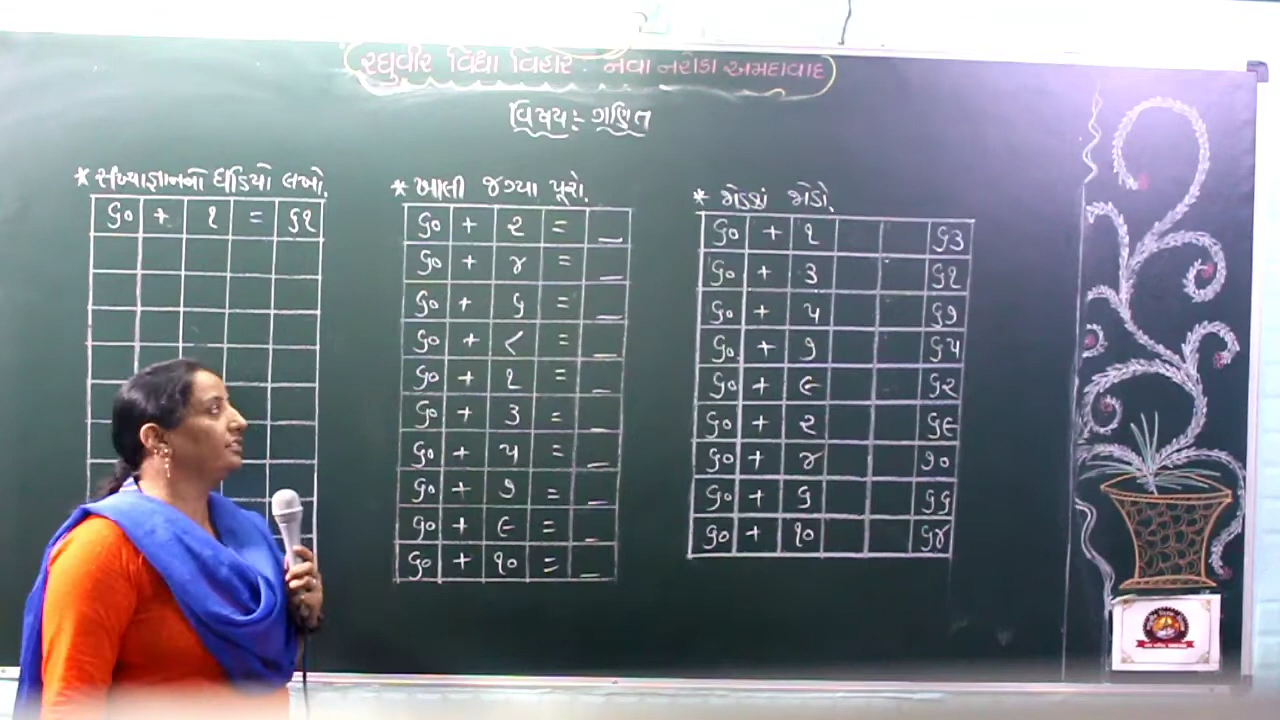 રઘુવીર વિદ્યા વિહાર નવા નરોડા અમદાવાદ
વિષય:- ગણિત
* સંખ્યાજ્ઞાનનો ઘડિયો લખો.
૬૦ + ૧ = ૬૧
* ખાલી જગ્યા પૂરો.
૬૦ + ૨ = _
૬૦ + ૪ = _
૬૦ + ૬ = _
૬૦ + ૮ = _
૬૦ + ૧ = _
૬૦ + ૩ = _
૬૦ + ૫ = _
૬૦ + ૭ = _
૬૦ + ૯ = _
૬૦ + ૧૦ = _
* જોડકાં જોડો.
૬૦ + ૧ ૬૩
૬૦ + ૩ ૬૧
૬૦ + ૫ ૬૭
૬૦ + ૭ ૬૫
૬૦ + ૯ ૬૨
૬૦ + ૨ ૬૯
૬૦ + ૪ ૭૦
૬૦ + ૬ ૬૬
૬૦ + ૧૦ ૬૪